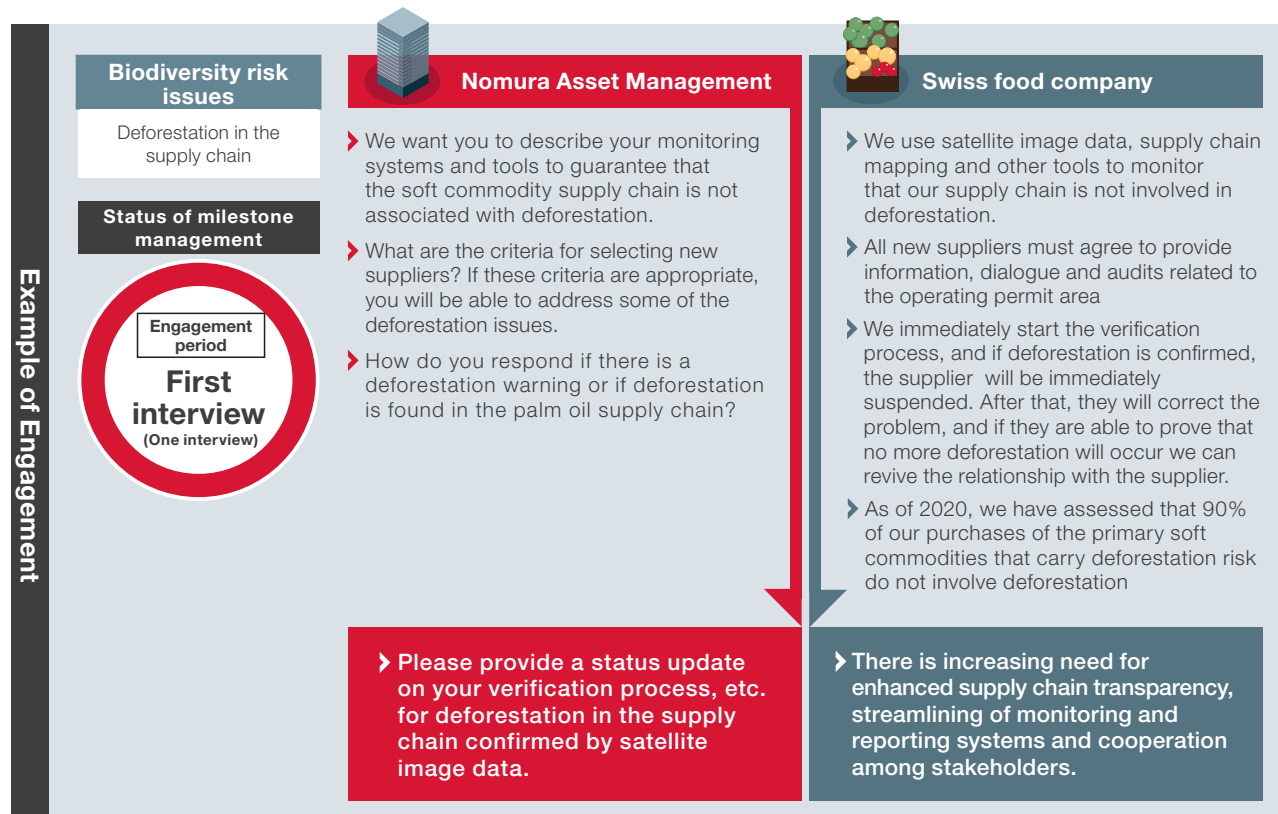 Example of Engagement
Biodiversity risk
issues
Deforestation in the
supply chain
Status of milestone
management
Engagement
period
First
interview
(One interview)
Nomura Asset Management
We want you to describe your monitoring
systems and tools to guarantee that
the soft commodity supply chain is not
associated with deforestation.
What are the criteria for selecting new
suppliers? If these criteria are appropriate,
you will be able to address some of the
deforestation issues.
How do you respond if there is a
deforestation warning or if deforestation
is found in the palm oil supply chain?
Please provide a status update
on your verification process, etc.
for deforestation in the supply
chain confirmed by satellite
image data.
Swiss food company
We use satellite image data, supply chain
mapping and other tools to monitor
that our supply chain is not involved in
deforestation.
All new suppliers must agree to provide
information, dialogue and audits related to
the operating permit area
We immediately start the verification
process, and if deforestation is confirmed,
the supplier will be immediately
suspended. After that, they will correct the
problem, and if they are able to prove that
no more deforestation will occur we can
revive the relationship with the supplier.
As of 2020, we have assessed that 90%
of our purchases of the primary soft
commodities that carry deforestation risk
do not involve deforestation
There is increasing need for
enhanced supply chain transparency,
streamlining of monitoring and
reporting systems and cooperation
among stakeholders.